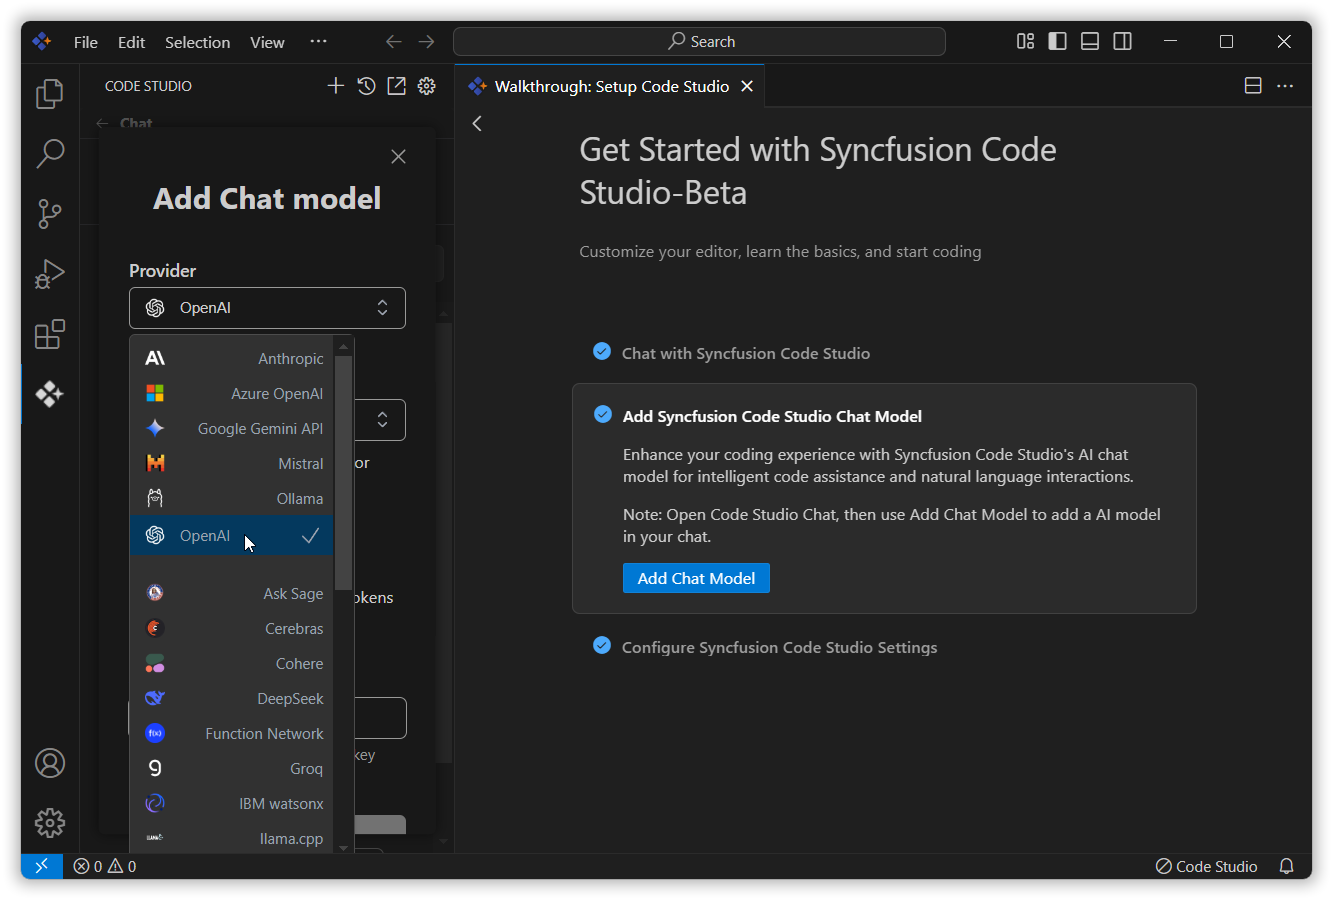 File Edit Selection View ··· Search
CODE STUDIO
Walkthrough: Setup Code Studio
Chat
Add Chat model
Provider
OpenAI
Anthropic
Azure OpenAI
Google Gemini API
Mistral
or
Ollama
OpenAI
Ask Sage
okens
Cerebras
Cohere
DeepSeek
Function Network
key
Groq
IBM watsonx
llama.cpp
Get Started with Syncfusion Code
Studio-Beta
Customize your editor, learn the basics, and start coding
Chat with Syncfusion Code Studio
Add Syncfusion Code Studio Chat Model
Enhance your coding experience with Syncfusion Code Studio's AI chat
model for intelligent code assistance and natural language interactions.
Note: Open Code Studio Chat, then use Add Chat Model to add a AI model
in your chat.
Add Chat Model
Configure Syncfusion Code Studio Settings
0 0
Code Studio